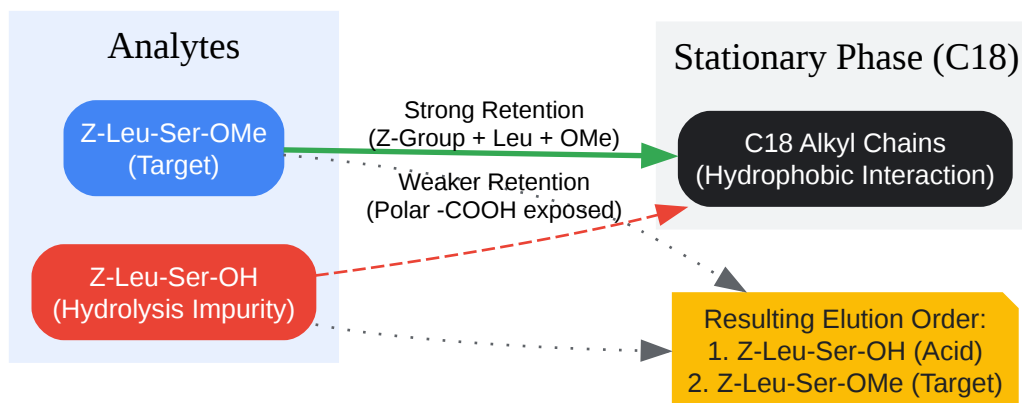 Analytes
Z-Leu-Ser-OMe
(Target)
Z-Leu-Ser-OH
(Hydrolysis Impurity)
Strong Retention
(Z-Group + Leu + OMe)
Weaker Retention
(Polar -COOH exposed)
Stationary Phase (C18)
C18 Alkyl Chains
(Hydrophobic Interaction)
Resulting Elution Order:
1. Z-Leu-Ser-OH (Acid)
2. Z-Leu-Ser-OMe (Target)